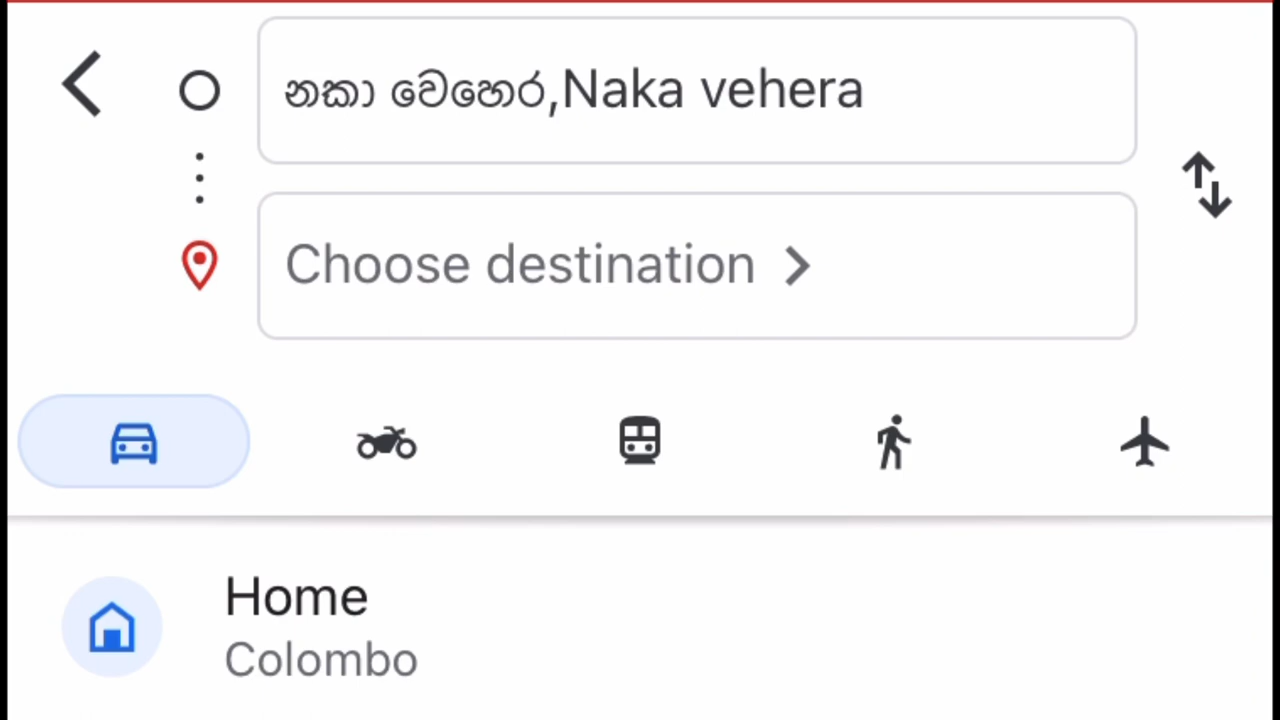 නකා වෙහෙර,Naka vehera
Choose destination
Home
Colombo